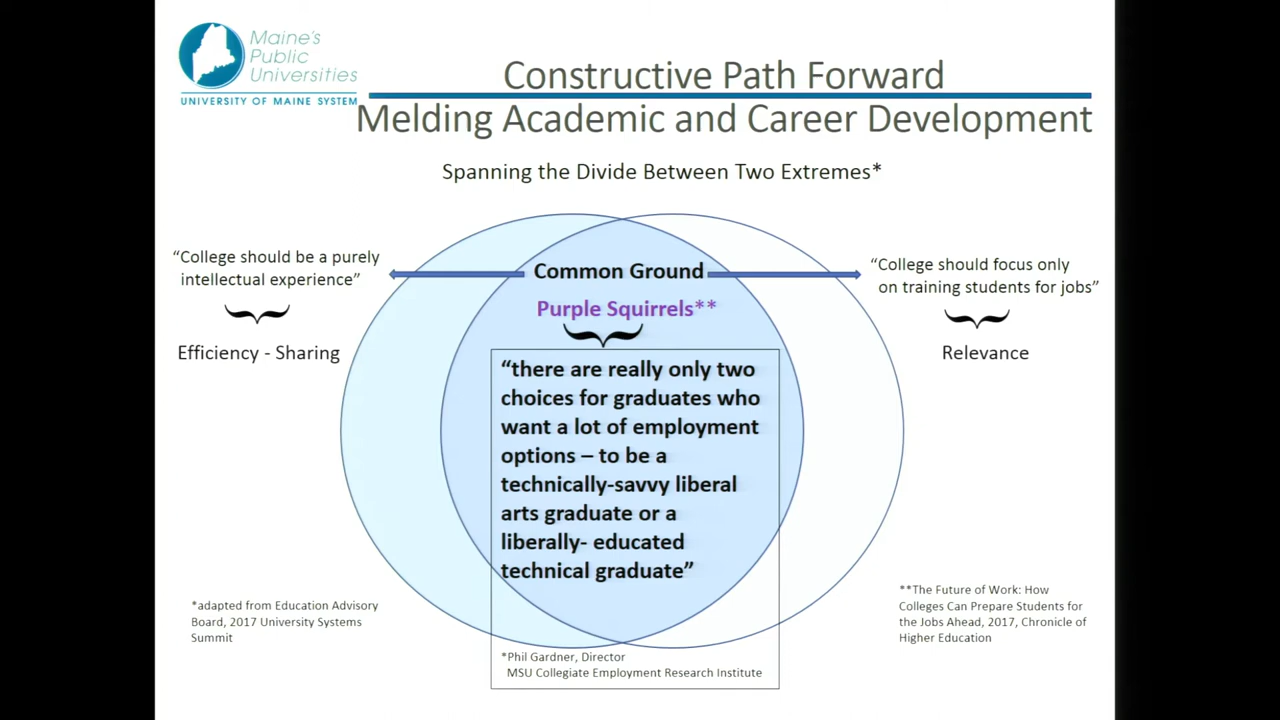 Maine's
Public
Universities
UNIVERSITY OF MAINE SYSTEM
Constructive Path Forward
Melding Academic and Career Development
Spanning the Divide Between Two Extremes*
“College should be a purely
intellectual experience”
Efficiency - Sharing
Common Ground
Purple Squirrels**
“there are really only two
choices for graduates who
want a lot of employment
options – to be a
technically-savvy liberal
arts graduate or a
liberally- educated
technical graduate”
“College should focus only
on training students for jobs”
Relevance
*adapted from Education Advisory
Board, 2017 University Systems
Summit
*Phil Gardner, Director
MSU Collegiate Employment Research Institute
**The Future of Work: How
Colleges Can Prepare Students for
the Jobs Ahead, 2017, Chronicle of
Higher Education